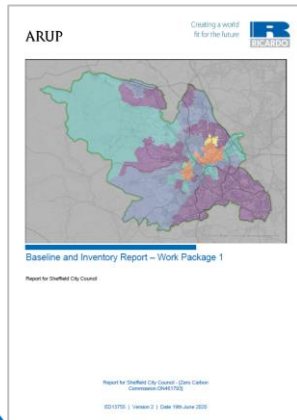 ARUP
Creating a world
fit for the future
RICARDO
Baseline and Inventory Report – Work Package 1
Report for Sheffield City Council
Report for Sheffield City Council - (Zero Carbon
Commission
Version 2 | Date 19th June 2020